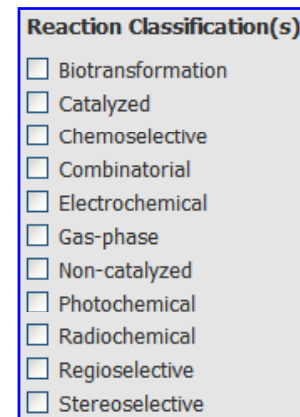 Reaction Classification(s)
Biotransformation
Catalyzed
Chemoselective
Combinatorial
Electrochemical
Gas-phase
Non-catalyzed
Photochemical
Radiochemical
Regioselective
Stereoselective